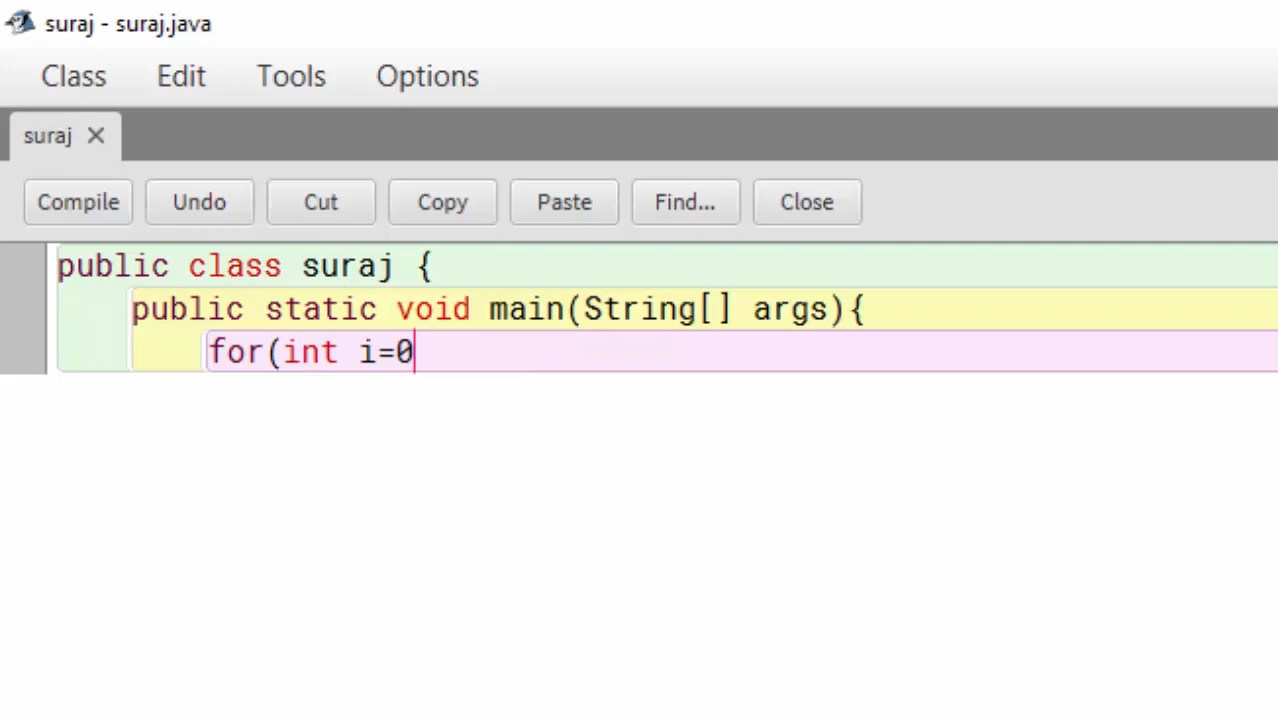 suraj - suraj.java
Class Edit Tools Options
suraj ✕
Compile Undo Cut Copy Paste Find... Close
public class suraj {
public static void main(String[] args){
for(int i=0